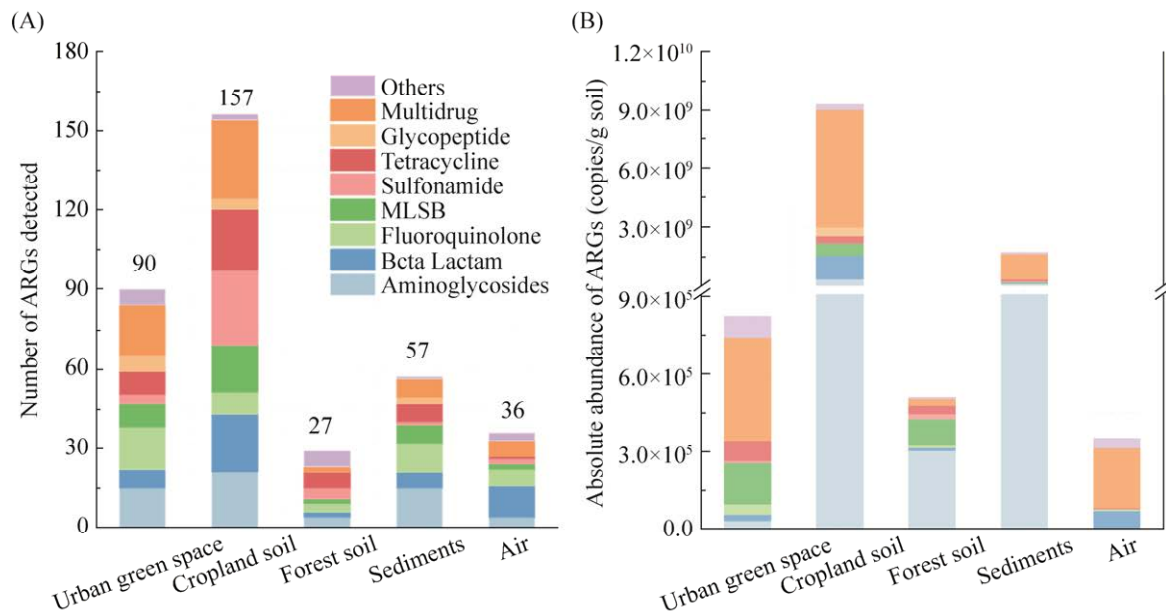 (A)
Number of ARGs detected
180
150
120
90
60
30
0
90
157
27
57
36
Others
Multidrug
Glycopeptide
Tetracycline
Sulfonamide
MLSB
Fluoroquinolone
Bcta Lactam
Aminoglycosides
Urban green space
Cropland soil
Forest soil
Sediments
Air
(B)
Absolute abundance of ARGs (copies/g soil)
1.2×10¹⁰
9.0×10⁹
6.0×10⁹
3.0×10⁹
9.0×10⁵
6.0×10⁵
3.0×10⁵
0.0
Urban green space
Cropland soil
Forest soil
Sediments
Air